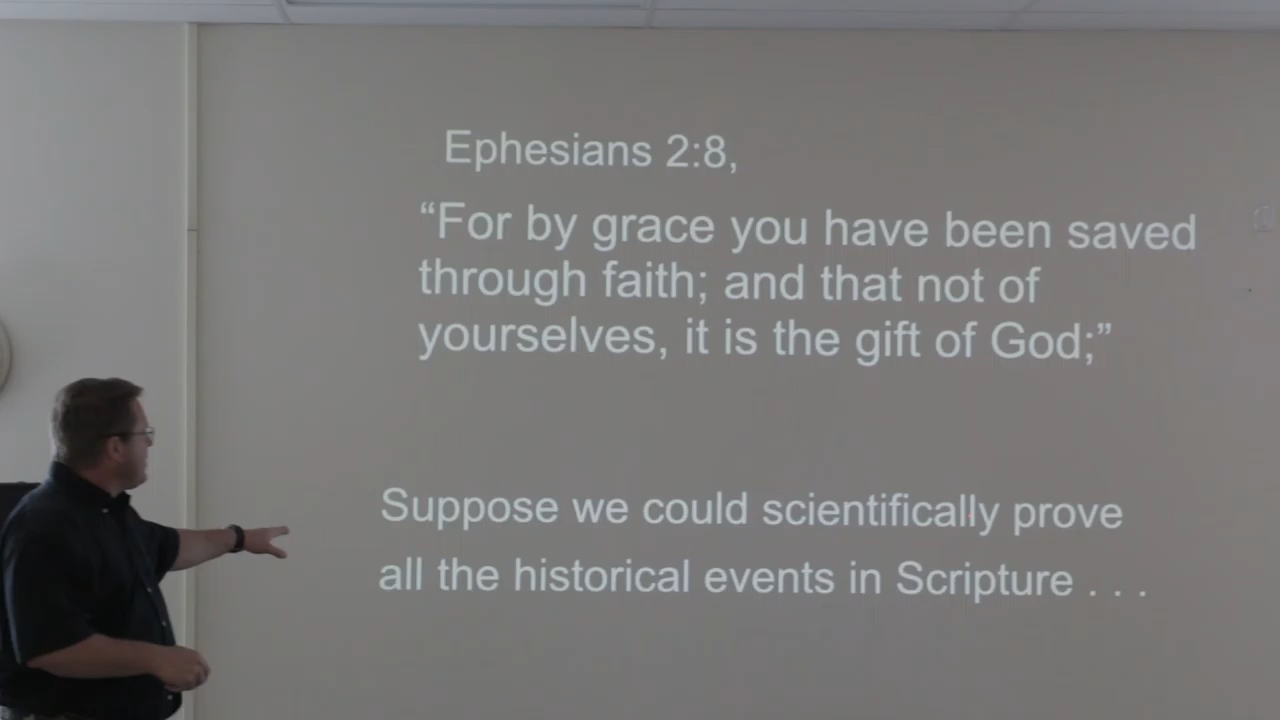 Ephesians 2:8,
“For by grace you have been saved
through faith; and that not of
yourselves, it is the gift of God;”
Suppose we could scientifically prove
all the historical events in Scripture . . .